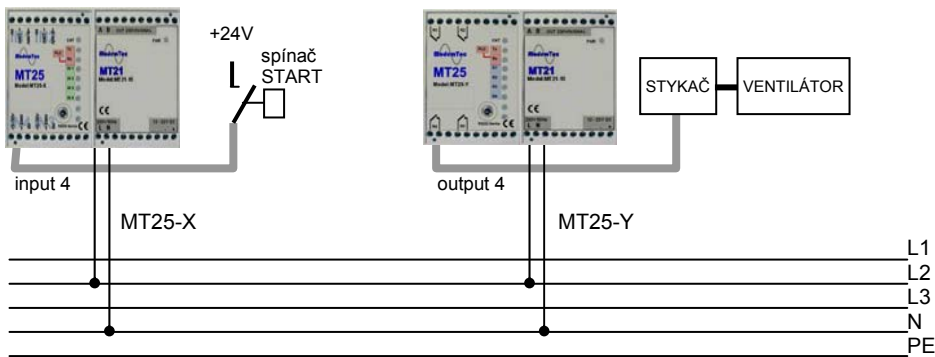 +24V
spínač
START
input 4
MT25-X
MT25
MT21
output 4
MT25-Y
MT25
MT21
STYKAČ
VENTILÁTOR
L1
L2
L3
N
PE